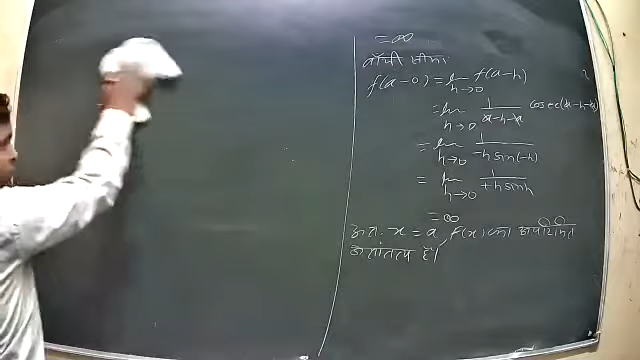 = ∞
बाँयी सीमा
f(a-0) = lim h→0 f(a-h)
= lim h→0 1/(a-h-a) cosec(a-h-a)
= lim h→0 1/(-h sin(-h))
= lim h→0 1/(+h sinh)
= ∞
अतः x = a, f(x) का अपरिमित
असांतत्य है।